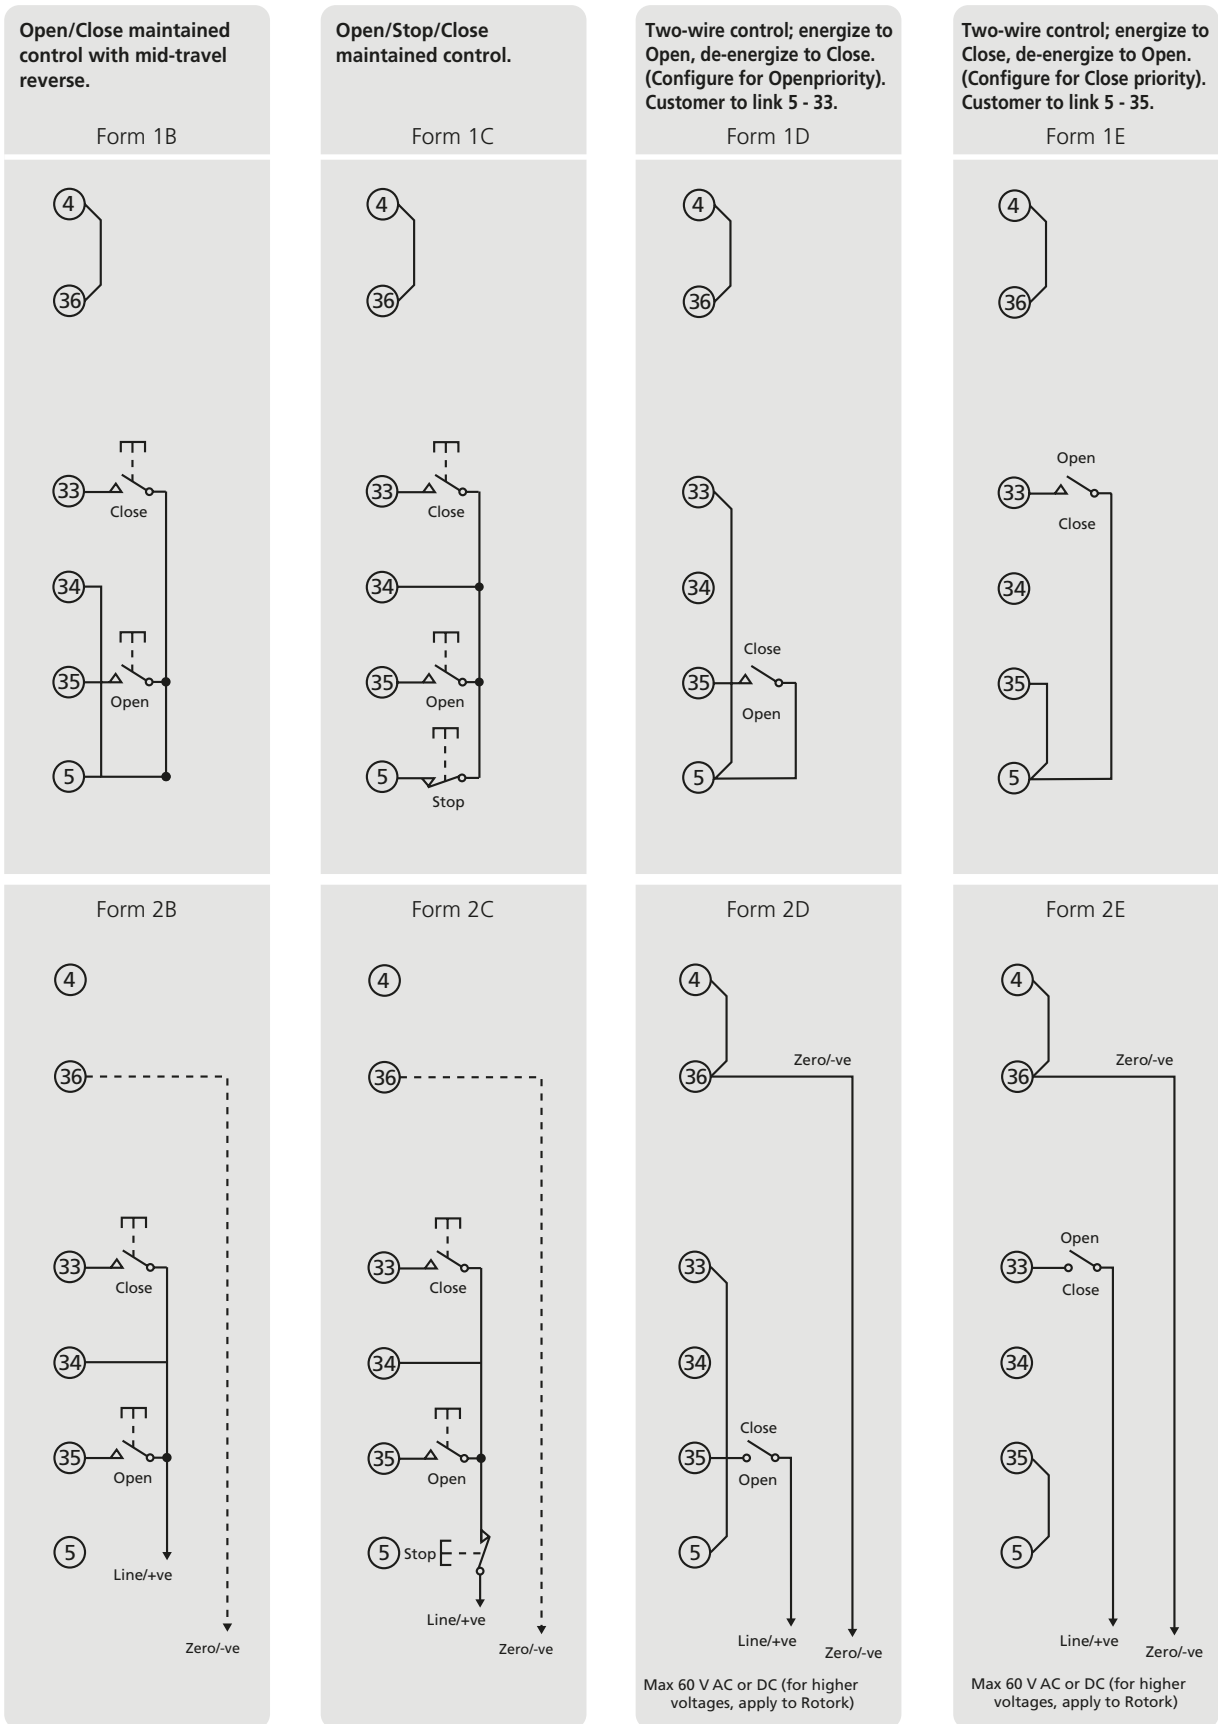 Open/Close maintained
control with mid-travel
reverse.
Form 1B
4
36
33
Close
34
35
Open
5
Open/Stop/Close
maintained control.
Form 1C
4
36
33
Close
34
35
Open
5
Stop
Two-wire control; energize to
Open, de-energize to Close.
(Configure for Openpriority).
Customer to link 5 - 33.
Form 1D
4
36
33
34
Close
35
Open
5
Two-wire control; energize to
Close, de-energize to Open.
(Configure for Close priority).
Customer to link 5 - 35.
Form 1E
4
36
Open
33
Close
34
35
5
Form 2B
4
36
33
Close
34
35
Open
5
Line/+ve
Zero/-ve
Form 2C
4
36
33
Close
34
35
Open
5 Stop
Line/+ve
Zero/-ve
Form 2D
4
Zero/-ve
36
33
34
Close
35
Open
5
Line/+ve
Zero/-ve
Max 60 V AC or DC (for higher
voltages, apply to Rotork)
Form 2E
4
Zero/-ve
36
Open
33
Close
34
35
5
Line/+ve
Zero/-ve
Max 60 V AC or DC (for higher
voltages, apply to Rotork)